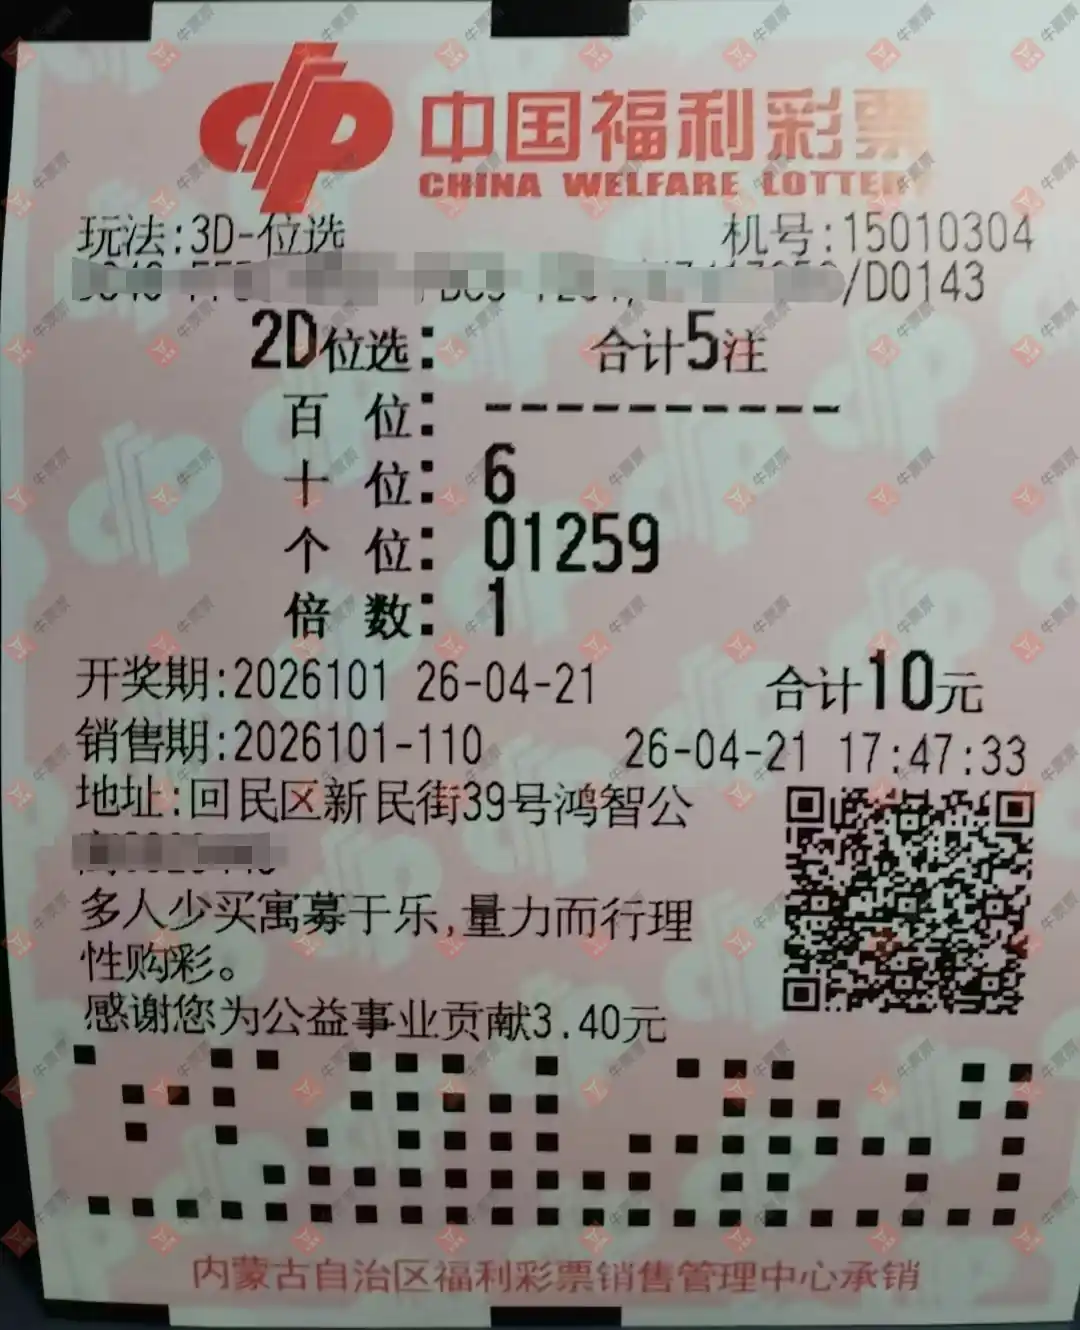 中国福利彩票
CHINA WELFARE LOTTERY
玩法:3D-位选 机号:15010304
/D0143
2D位选: 合计5注
百 位: -----------
十 位: 6
个 位: 01259
倍 数: 1
开奖期:2026101 26-04-21 合计10元
销售期:2026101-110 26-04-21 17:47:33
地址:回民区新民街39号鸿智公
多人少买寓募于乐,量力而行理
性购彩。
感谢您为公益事业贡献3.40元
内蒙古自治区福利彩票销售管理中心承销
牛票票